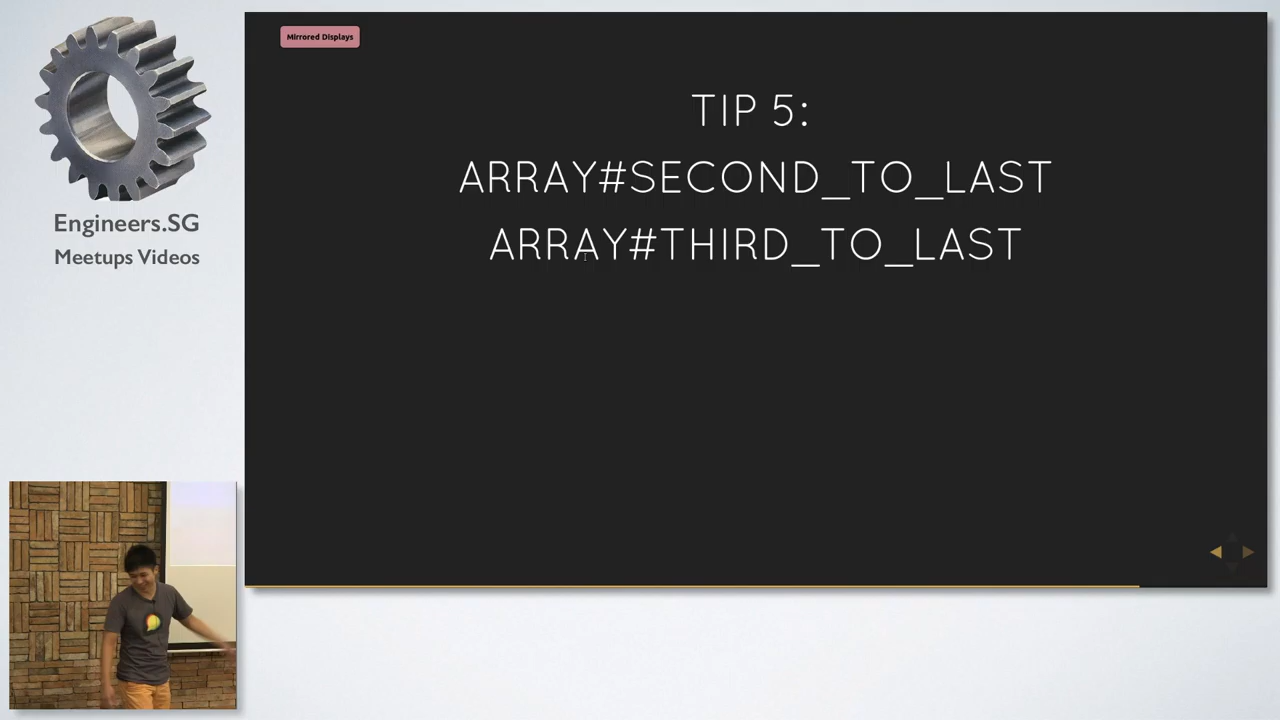 Mirrored Displays
TIP 5:
ARRAY#SECOND_TO_LAST
ARRAY#THIRD_TO_LAST
Engineers.SG
Meetups Videos